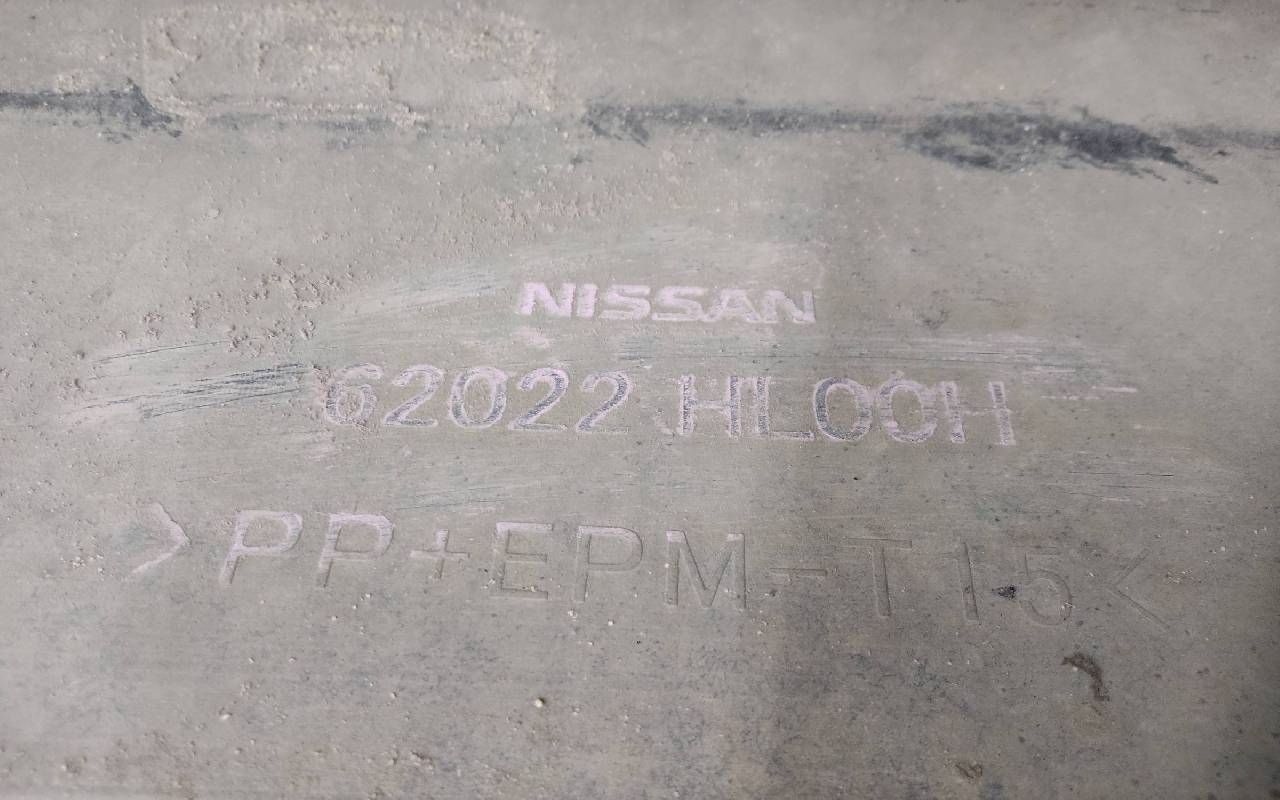 NISSAN
62022 HL00H
>PP+EPM-T15<